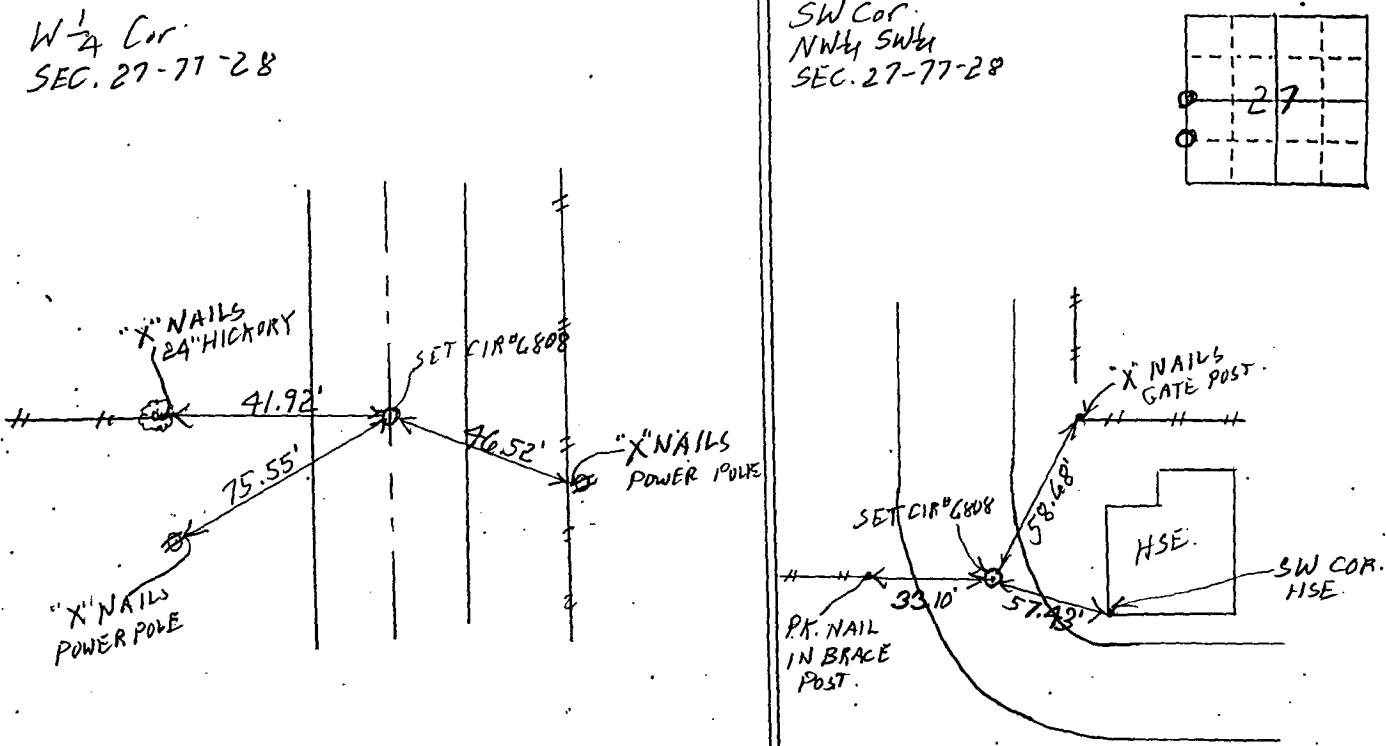 W 1/4 Cor.
SEC. 27-77-28
"X" NAILS
24" HICKORY
SET CIR#6808
41.92'
46.52'
"X" NAILS
POWER POLE
75.55'
"X" NAILS
POWER POLE
SW Cor.
NW1/4 SW1/4
SEC. 27-77-28
27
"X" NAILS
GATE POST.
58.68'
SET CIR#6808
HSE.
SW COR.
HSE.
33.10'
57.43'
P.K. NAIL
IN BRACE
POST.